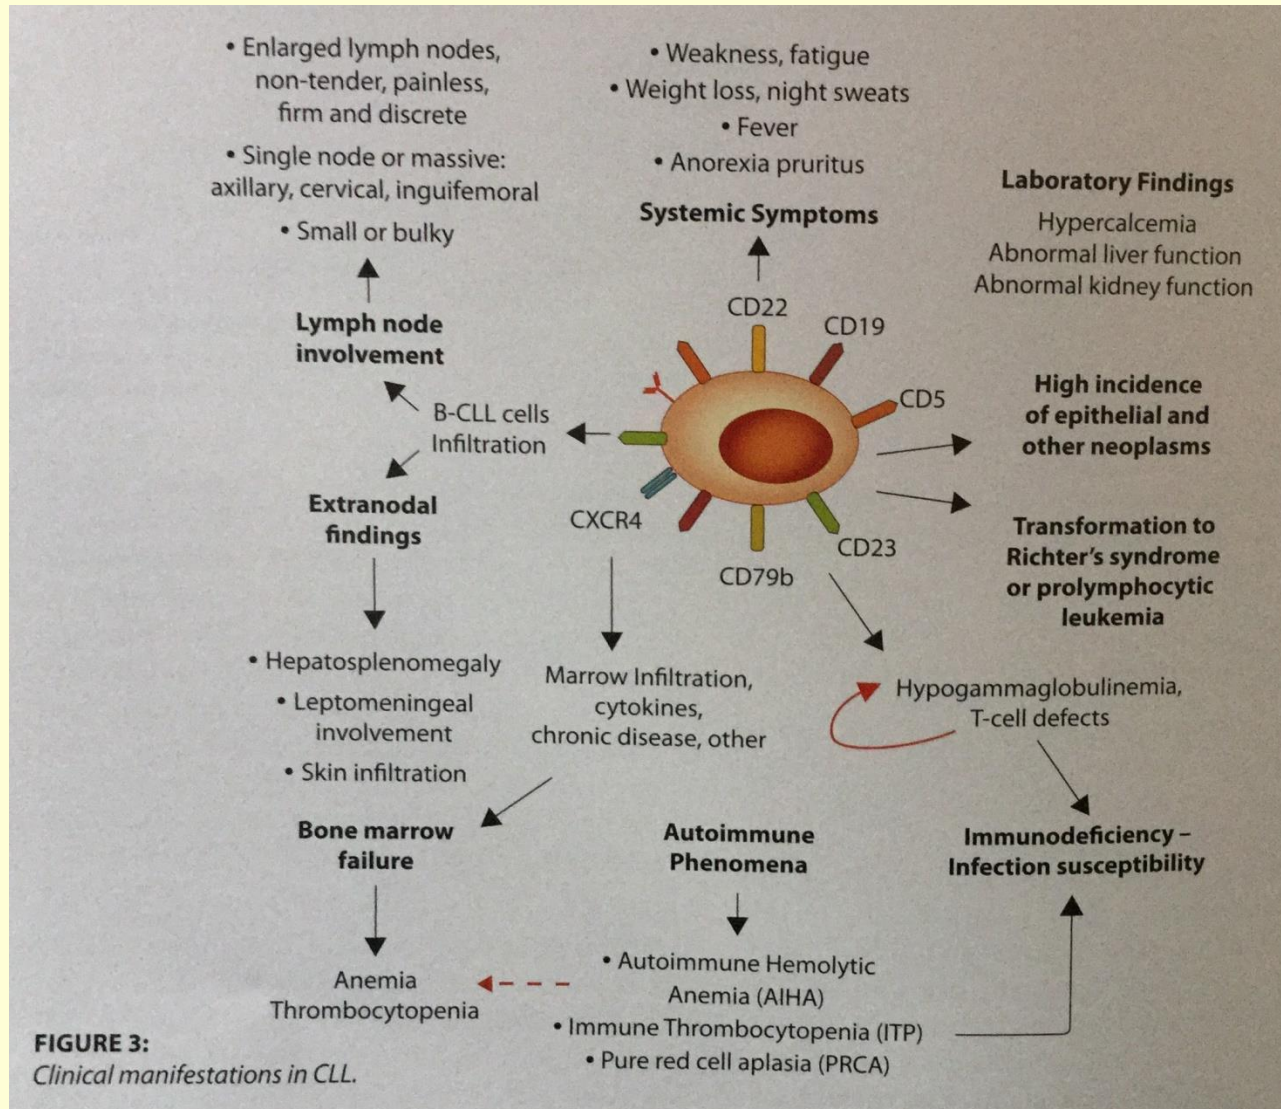 • Enlarged lymph nodes,
non-tender, painless,
firm and discrete
• Single node or massive:
axillary, cervical, inguifemoral
• Small or bulky
Lymph node
involvement
• Weakness, fatigue
• Weight loss, night sweats
• Fever
• Anorexia pruritus
Systemic Symptoms
Laboratory Findings
Hypercalcemia
Abnormal liver function
Abnormal kidney function
CD22
CD19
CD5
B-CLL cells
Infiltration
CXCR4
CD79b
CD23
High incidence
of epithelial and
other neoplasms
Transformation to
Richter's syndrome
or prolymphocytic
leukemia
Extranodal
findings
• Hepatosplenomegaly
• Leptomeningeal
involvement
• Skin infiltration
Marrow Infiltration,
cytokines,
chronic disease, other
Hypogammaglobulinemia,
T-cell defects
Bone marrow
failure
Autoimmune
Phenomena
Immunodeficiency –
Infection susceptibility
Anemia
Thrombocytopenia
• Autoimmune Hemolytic
Anemia (AIHA)
• Immune Thrombocytopenia (ITP)
• Pure red cell aplasia (PRCA)
FIGURE 3:
Clinical manifestations in CLL.